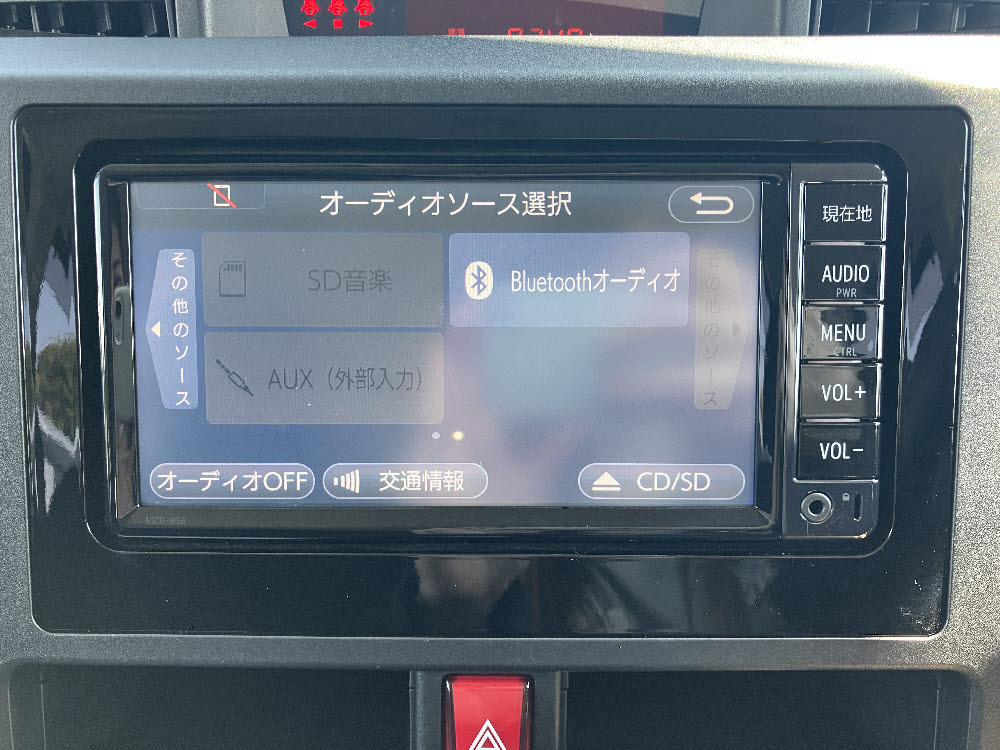 オーディオソース選択
現在地
その他のソース
SD音楽
Bluetoothオーディオ
その他のソース
AUDIO
PWR
MENU
CTRL
AUX（外部入力）
VOL+
VOL-
オーディオOFF
交通情報
CD/SD
NSCD-W66